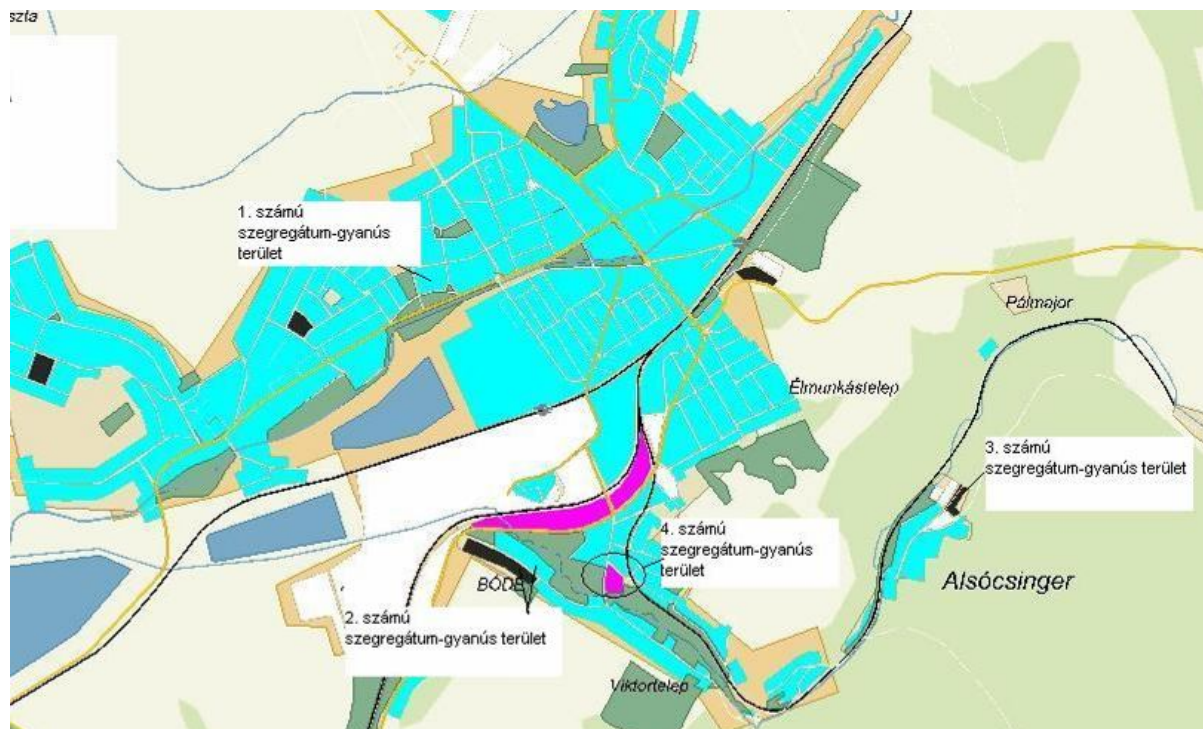 szta
1. számú
szegregátum-gyanús
terület
Pálmajor
Élmunkástelep
3. számú
szegregátum-gyanús terület
4. számú
szegregátum-gyanús
terület
BÓDÉ
Alsócsinger
2. számú
szegregátum-gyanús terület
Viktortelep